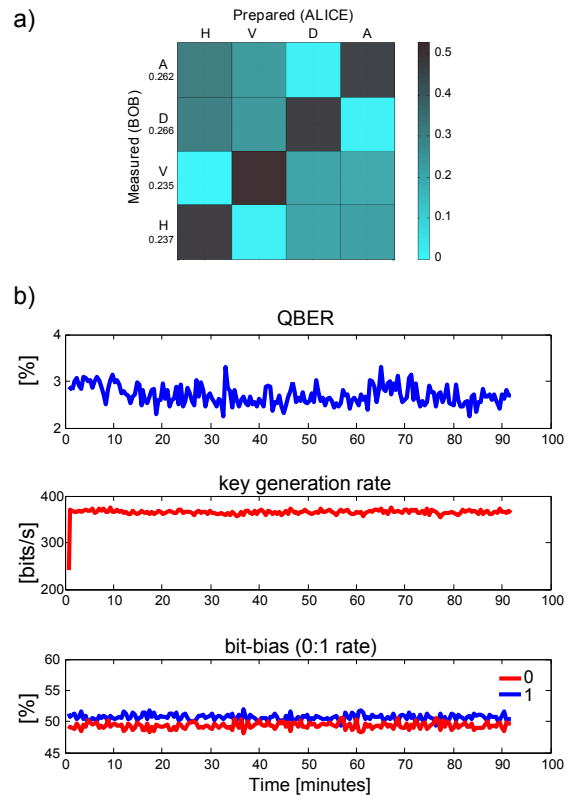 a)
Prepared (ALICE)
H V D A
Measured (BOB)
A
0.262
D
0.266
V
0.235
H
0.237
0.5
0.4
0.3
0.2
0.1
0
b)
QBER
[%]
4
3
2
0 10 20 30 40 50 60 70 80 90 100
key generation rate
[bits/s]
400
300
200
0 10 20 30 40 50 60 70 80 90 100
bit-bias (0:1 rate)
[%]
60
55
50
45
0
1
0 10 20 30 40 50 60 70 80 90 100
Time [minutes]